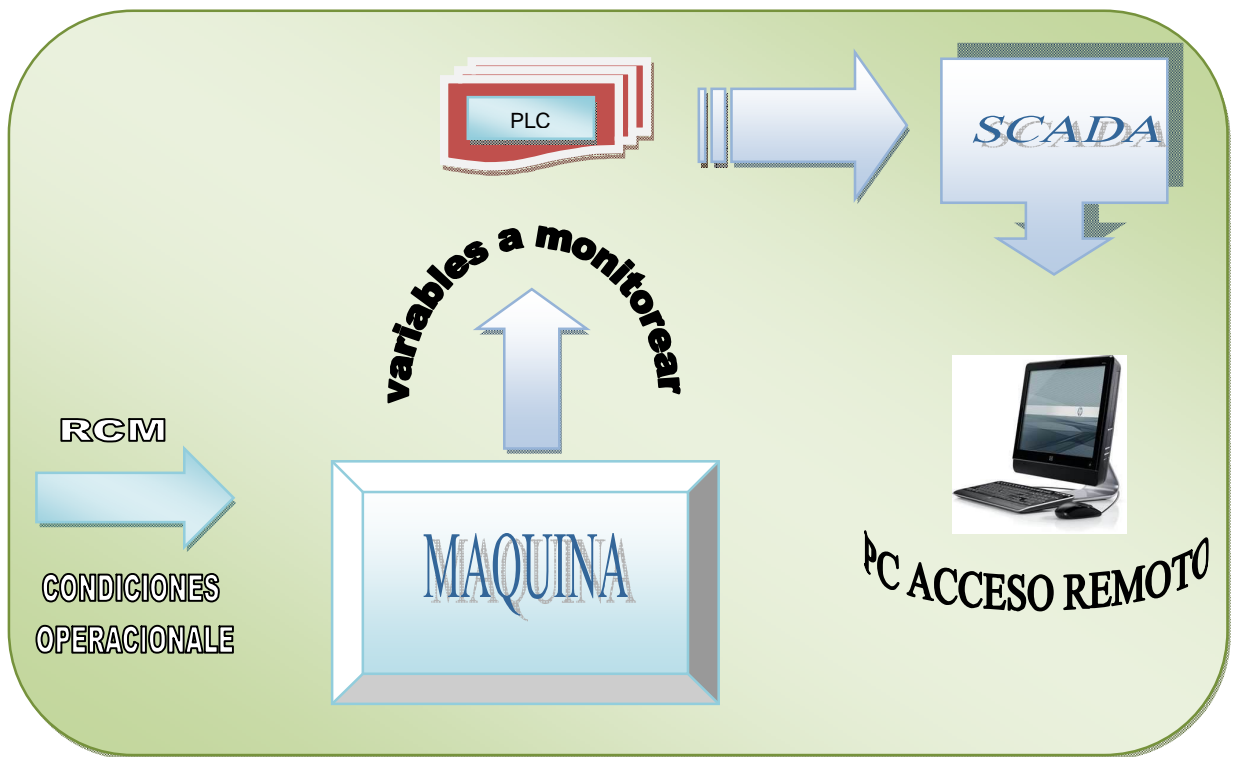 PLC
SCADA
variables a monitorear
RCM
MAQUINA
CONDICIONES
OPERACIONALE
PC ACCESO REMOTO